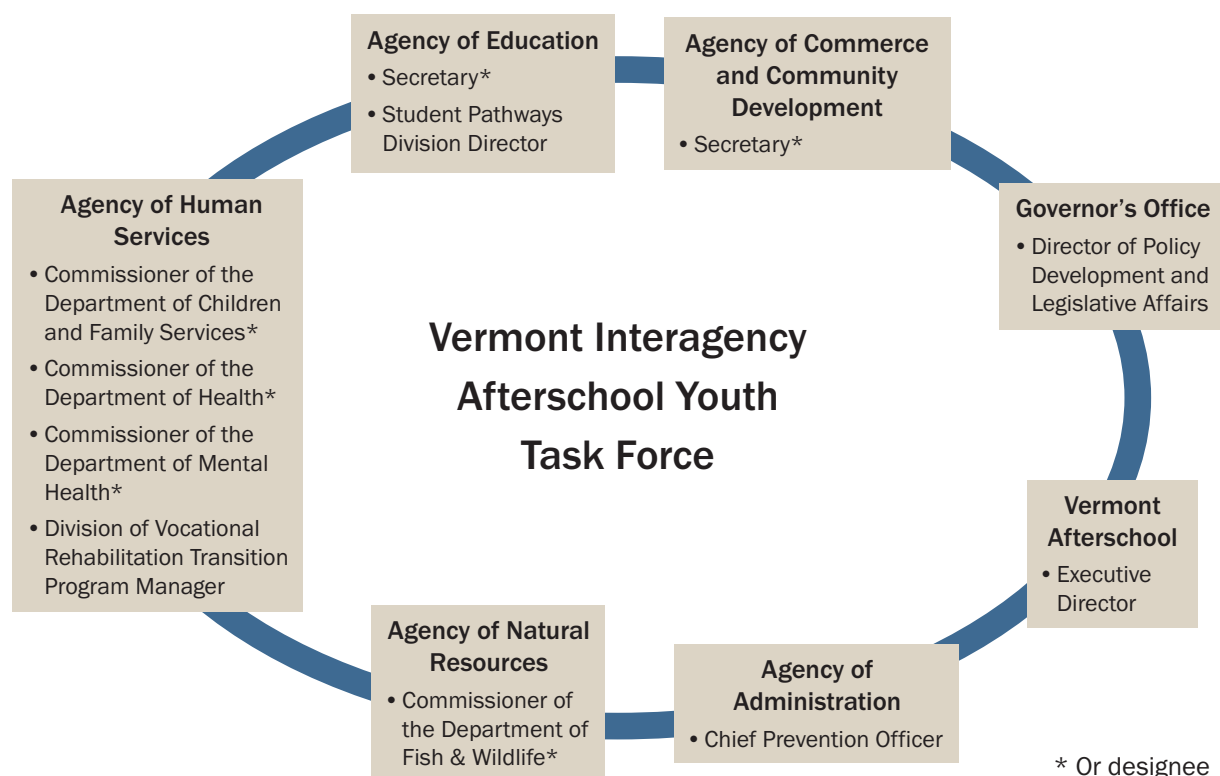 Agency of Education
• Secretary*
• Student Pathways
Division Director
Agency of Commerce
and Community
Development
• Secretary*
Agency of Human
Services
• Commissioner of the
Department of Children
and Family Services*
• Commissioner of the
Department of Health*
• Commissioner of the
Department of Mental
Health*
• Division of Vocational
Rehabilitation Transition
Program Manager
Governor’s Office
• Director of Policy
Development and
Legislative Affairs
Vermont Interagency
Afterschool Youth
Task Force
Vermont
Afterschool
• Executive
Director
Agency of Natural
Resources
• Commissioner of
the Department of
Fish & Wildlife*
Agency of
Administration
• Chief Prevention Officer
* Or designee